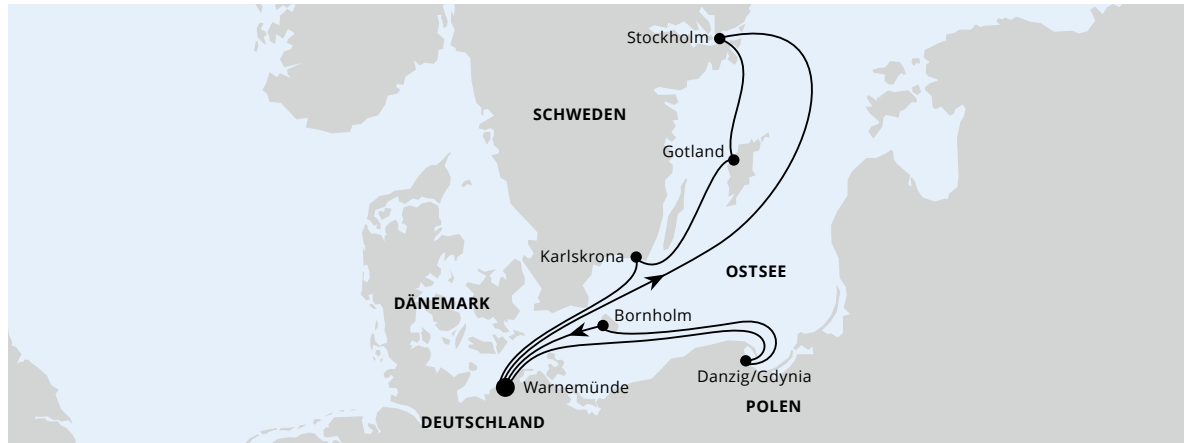 Stockholm
SCHWEDEN
Gotland
Karlskrona
OSTSEE
DÄNEMARK
Bornholm
Danzig/Gdynia
Warnemünde
POLEN
DEUTSCHLAND